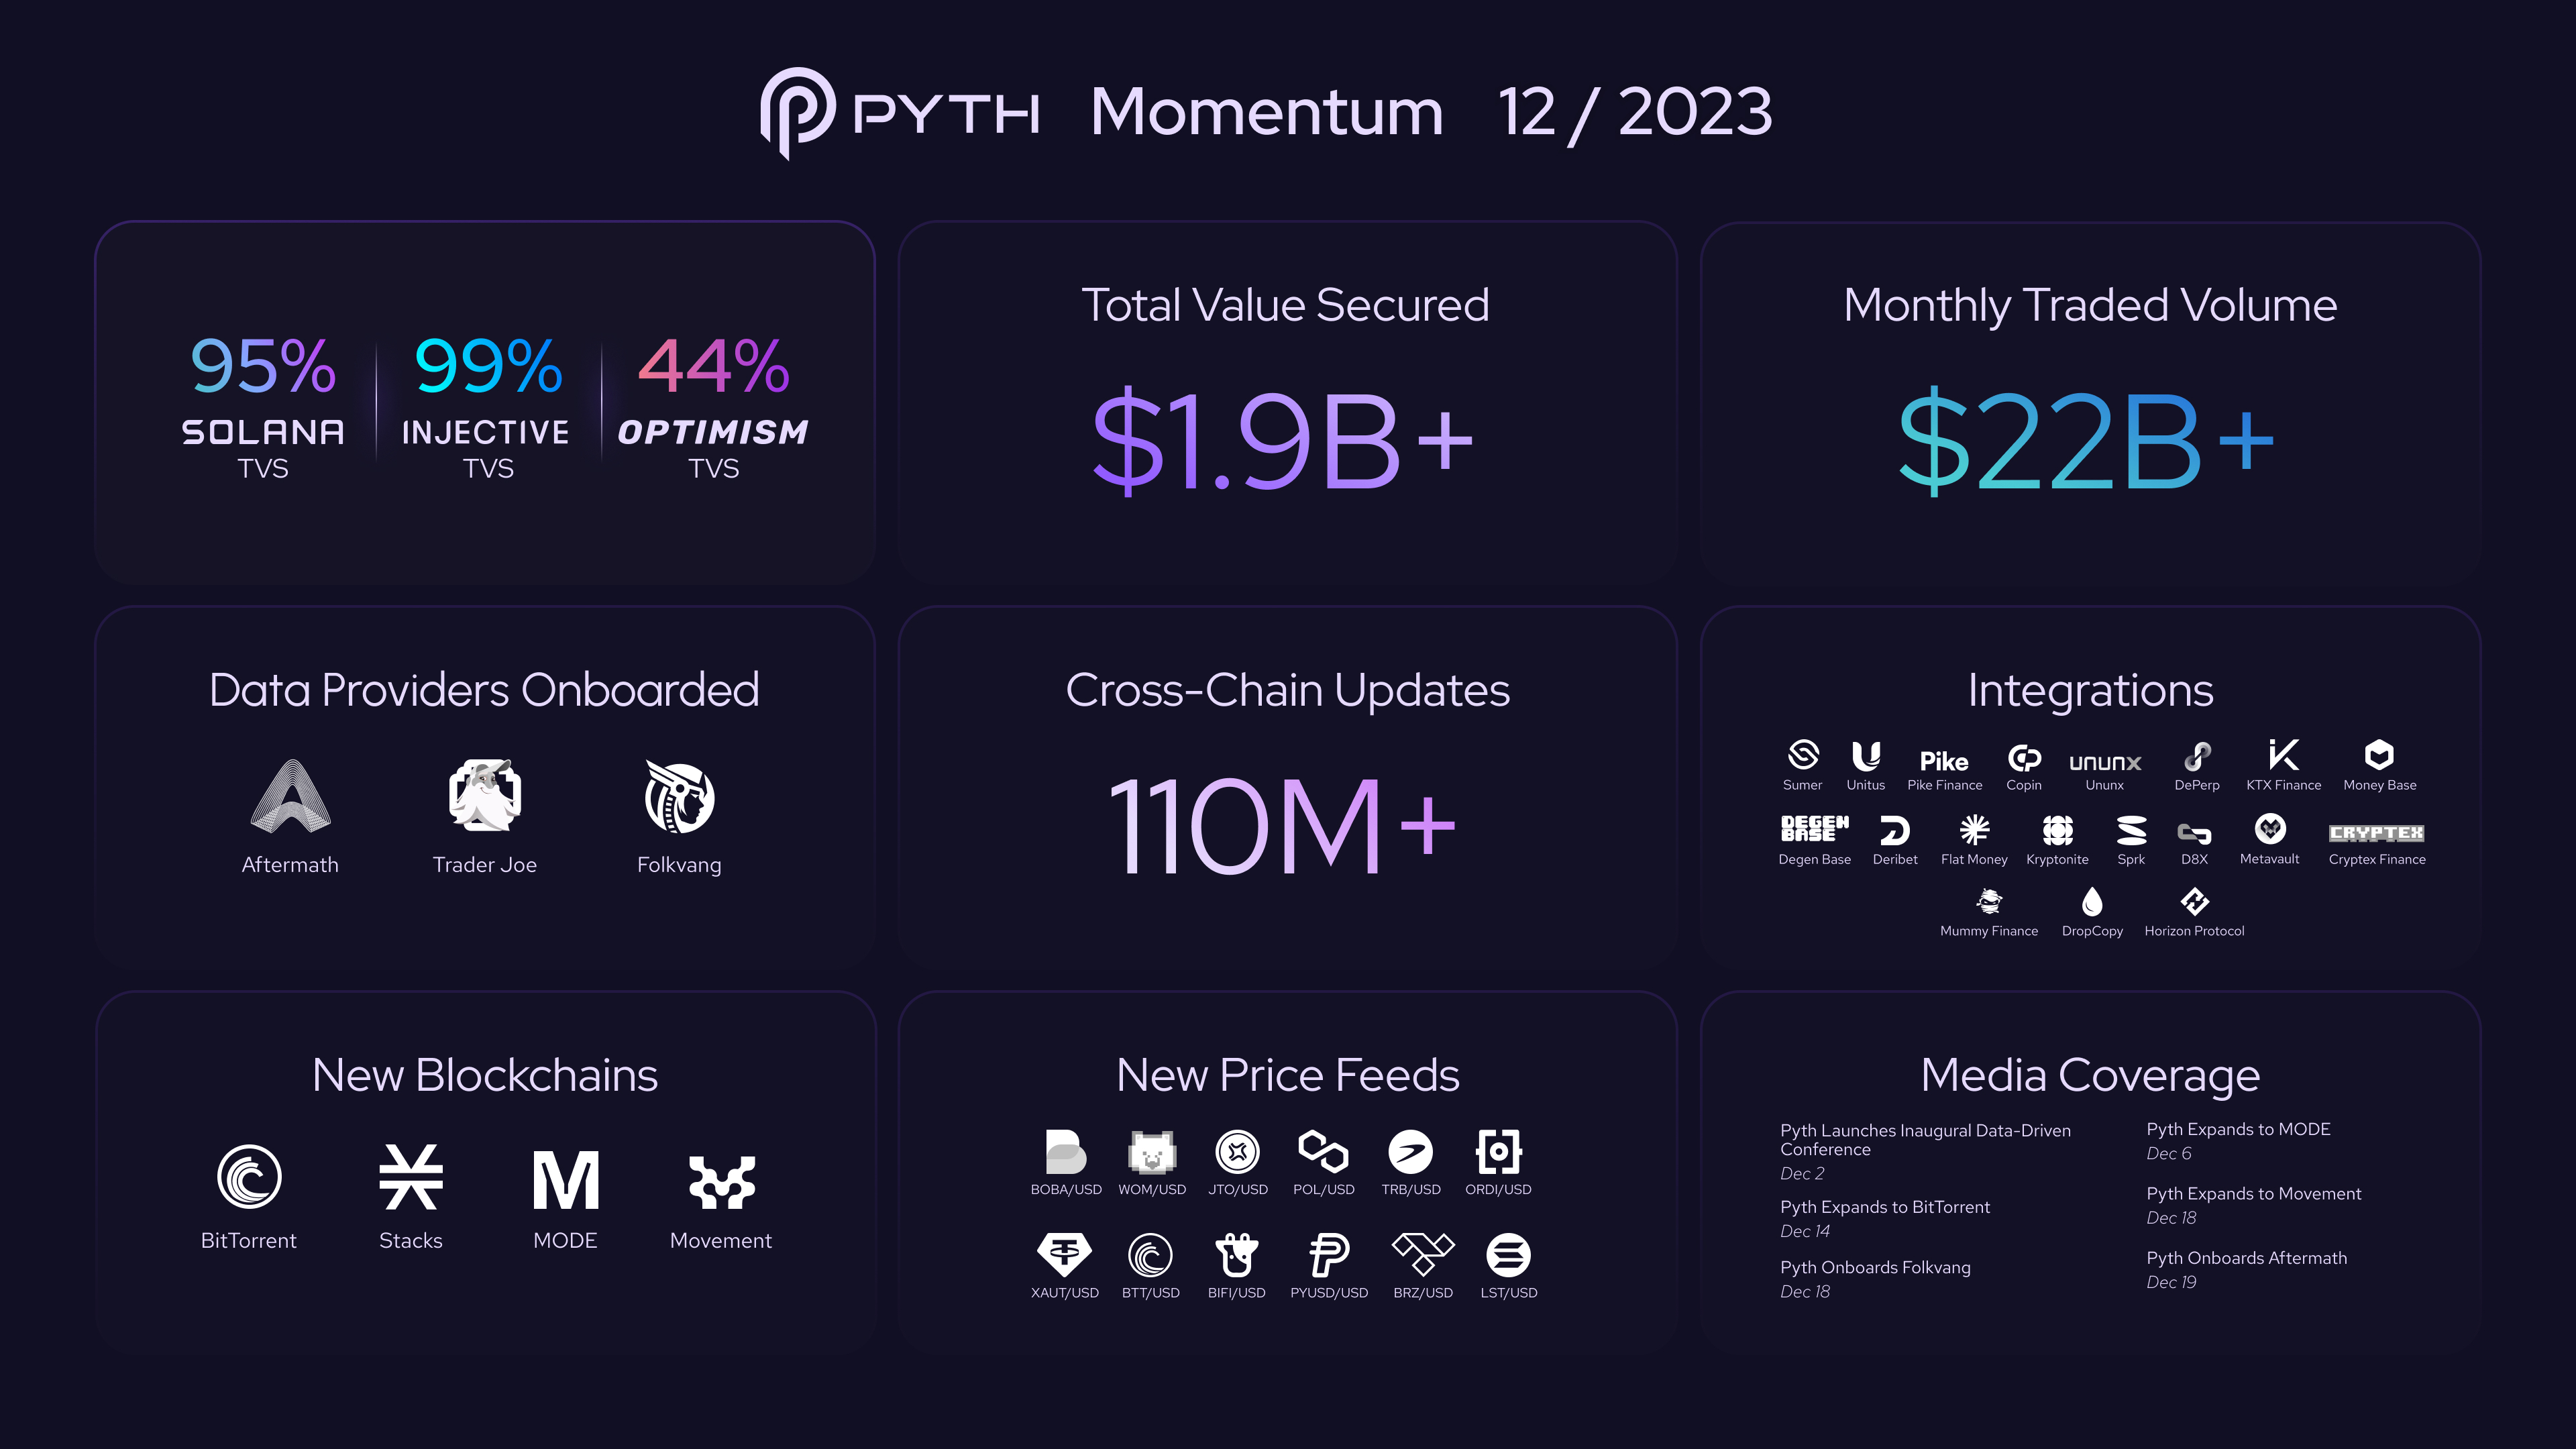 PYTH Momentum 12 / 2023
95%
SOLANA
TVS
99%
INJECTIVE
TVS
44%
OPTIMISM
TVS
Total Value Secured
$1.9B+
Monthly Traded Volume
$22B+
Data Providers Onboarded
Aftermath
Trader Joe
Folkvang
Cross-Chain Updates
110M+
Integrations
Sumer
Unitus
Pike
Pike Finance
Copin
ununx
Ununx
DePerp
KTX Finance
Money Base
DEGEN
BASE
Degen Base
Deribet
Flat Money
Kryptonite
Sprk
D8X
Metavault
CRYPTEX
Cryptex Finance
Mummy Finance
DropCopy
Horizon Protocol
New Blockchains
BitTorrent
Stacks
M
MODE
Movement
New Price Feeds
BOBA/USD
WOM/USD
JTO/USD
POL/USD
TRB/USD
ORDI/USD
XAUT/USD
BTT/USD
BIFI/USD
PYUSD/USD
BRZ/USD
LST/USD
Media Coverage
Pyth Launches Inaugural Data-Driven
Conference
Dec 2
Pyth Expands to BitTorrent
Dec 14
Pyth Onboards Folkvang
Dec 18
Pyth Expands to MODE
Dec 6
Pyth Expands to Movement
Dec 18
Pyth Onboards Aftermath
Dec 19